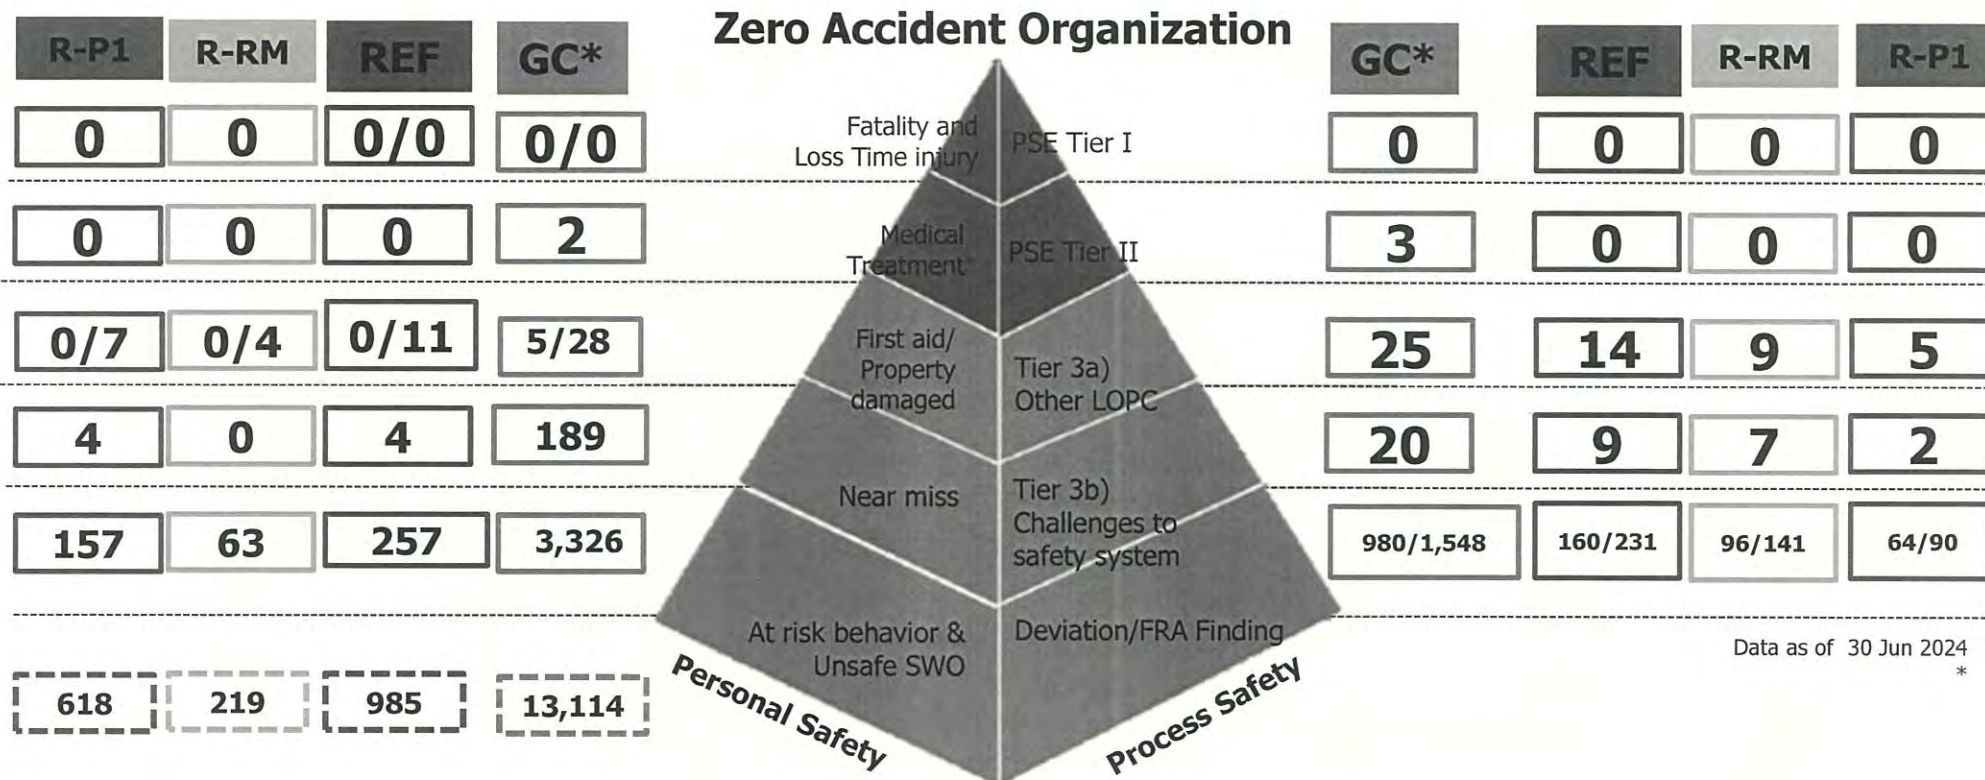 Zero Accident Organization
R-P1 R-RM REF GC* GC* REF R-RM R-P1
0 0 0/0 0/0 Fatality and PSE Tier I 0 0 0 0
Loss Time injury
0 0 0 2 Medical PSE Tier II 3 0 0 0
Treatment
0/7 0/4 0/11 5/28 First aid/ 25 14 9 5
Property Tier 3a)
damaged Other LOPC
4 0 4 189 20 9 7 2
Near miss Tier 3b)
157 63 257 3,326 Challenges to 980/1,548 160/231 96/141 64/90
safety system
At risk behavior & Deviation/FRA Finding
Unsafe SWO
Data as of 30 Jun 2024
*
618 219 985 13,114
Personal Safety Process Safety